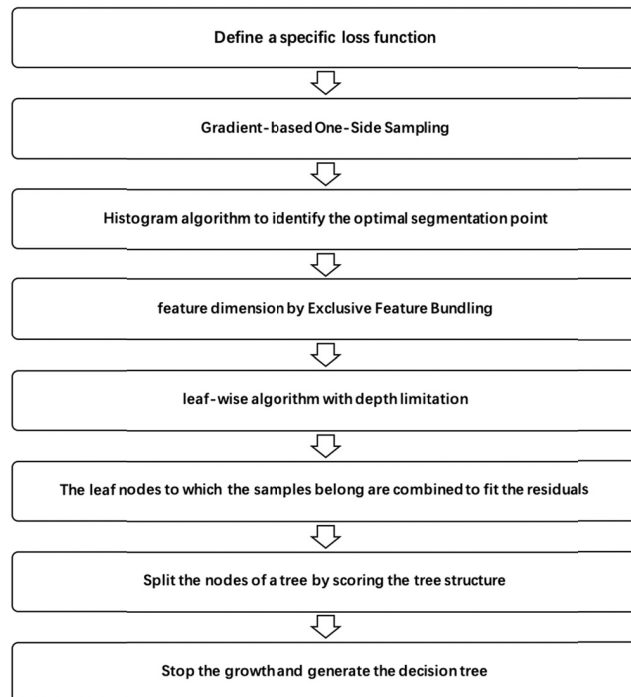 Define a specific loss function
Gradient-based One-Side Sampling
Histogram algorithm to identify the optimal segmentation point
feature dimension by Exclusive Feature Bundling
leaf-wise algorithm with depth limitation
The leaf nodes to which the samples belong are combined to fit the residuals
Split the nodes of a tree by scoring the tree structure
Stop the growth and generate the decision tree